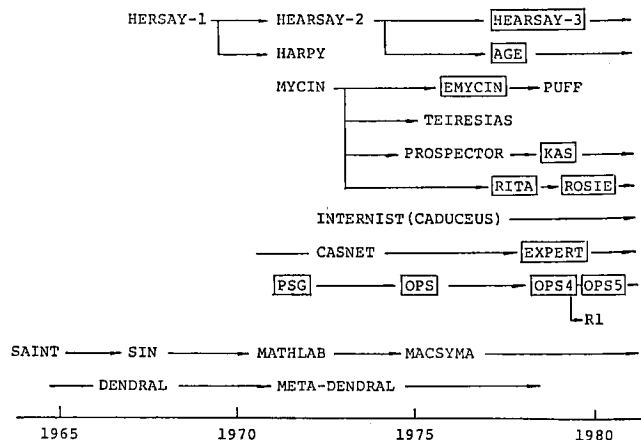 HERSAY-1 HEARSAY-2 HEARSAY-3
HARPY AGE
MYCIN EMYCIN PUFF
TEIRESIAS
PROSPECTOR KAS
RITA ROSIE
INTERNIST(CADUCEUS)
CASNET EXPERT
PSG OPS OPS4 OPS5
R1
SAINT SIN MATHLAB MACSYMA
DENDRAL META-DENDRAL
1965 1970 1975 1980